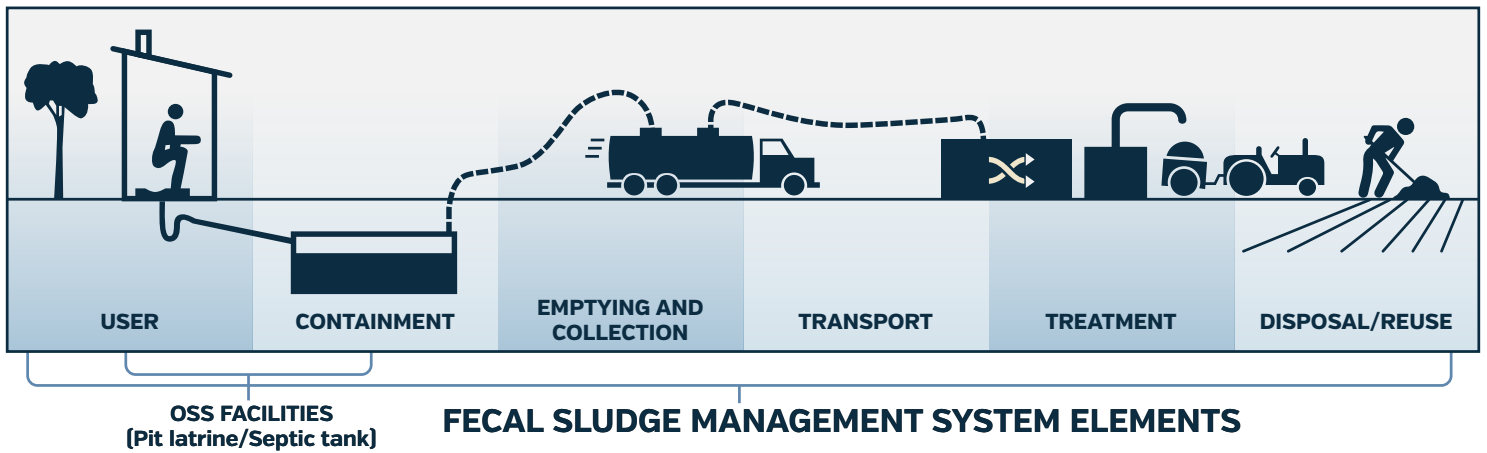 USER
CONTAINMENT
EMPTYING AND
COLLECTION
TRANSPORT
TREATMENT
DISPOSAL/REUSE
OSS FACILITIES
(Pit latrine/Septic tank)
FECAL SLUDGE MANAGEMENT SYSTEM ELEMENTS